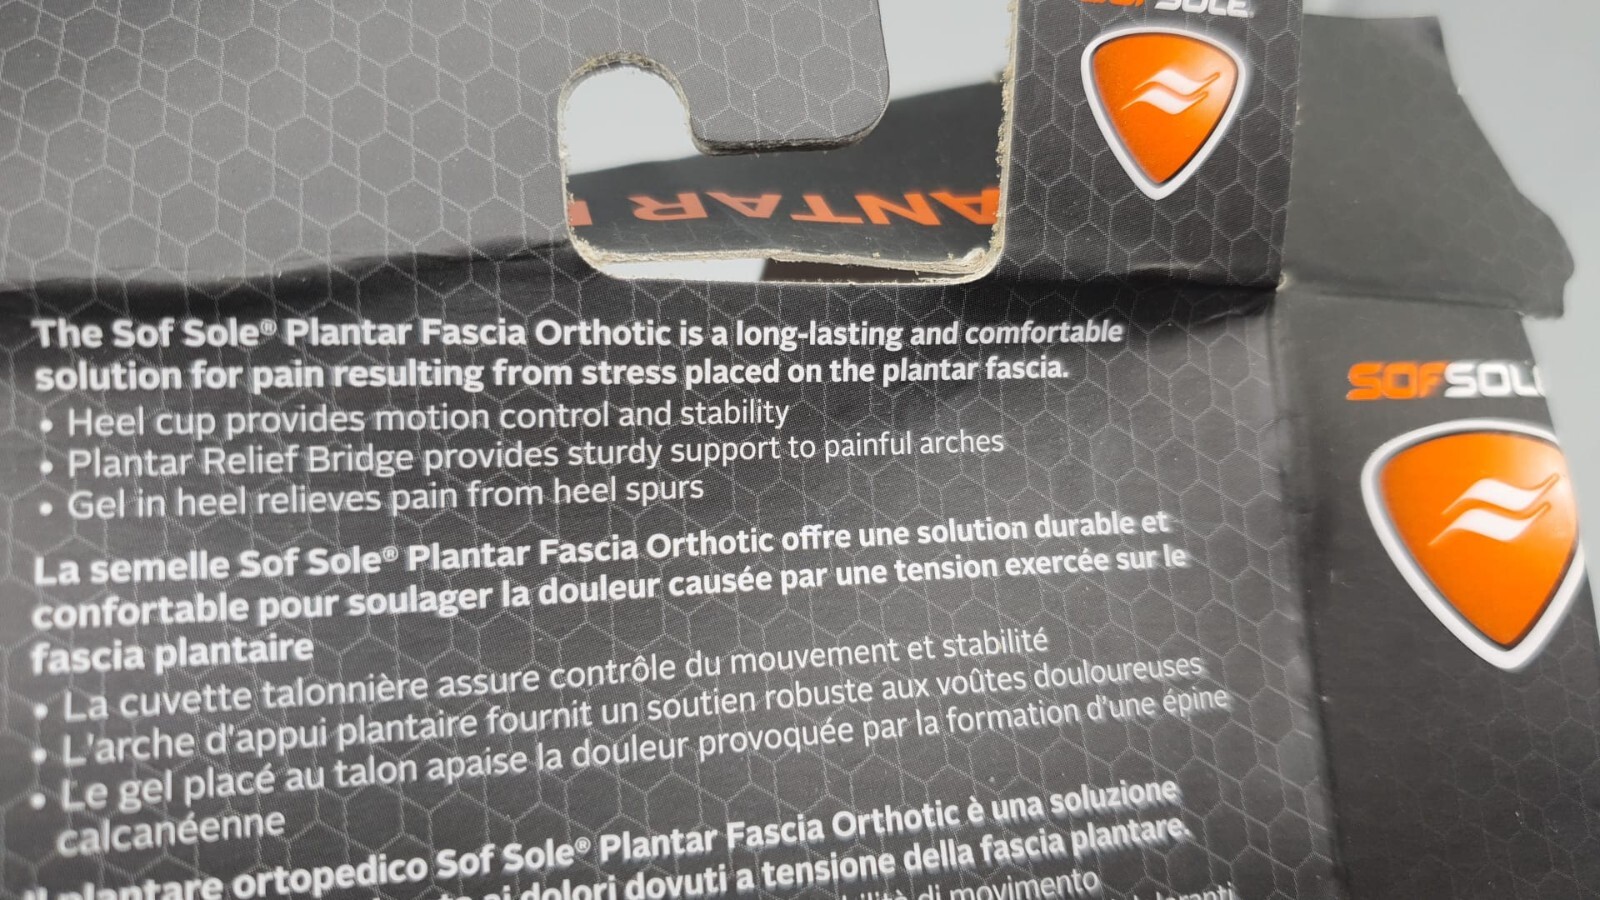 SOFSOLE
ANTAR
The Sof Sole® Plantar Fascia Orthotic is a long-lasting and comfortable
solution for pain resulting from stress placed on the plantar fascia.
• Heel cup provides motion control and stability
• Plantar Relief Bridge provides sturdy support to painful arches
• Gel in heel relieves pain from heel spurs
La semelle Sof Sole® Plantar Fascia Orthotic offre une solution durable et
confortable pour soulager la douleur causée par une tension exercée sur le
fascia plantaire
• La cuvette talonnière assure contrôle du mouvement et stabilité
• L'arche d'appui plantaire fournit un soutien robuste aux voûtes douloureuses
• Le gel placé au talon apaise la douleur provoquée par la formation d'une épine
calcanéenne
Il plantare ortopedico Sof Sole® Plantar Fascia Orthotic è una soluzione
ai dolori dovuti a tensione della fascia plantare.
di movimento
SOFSOLE